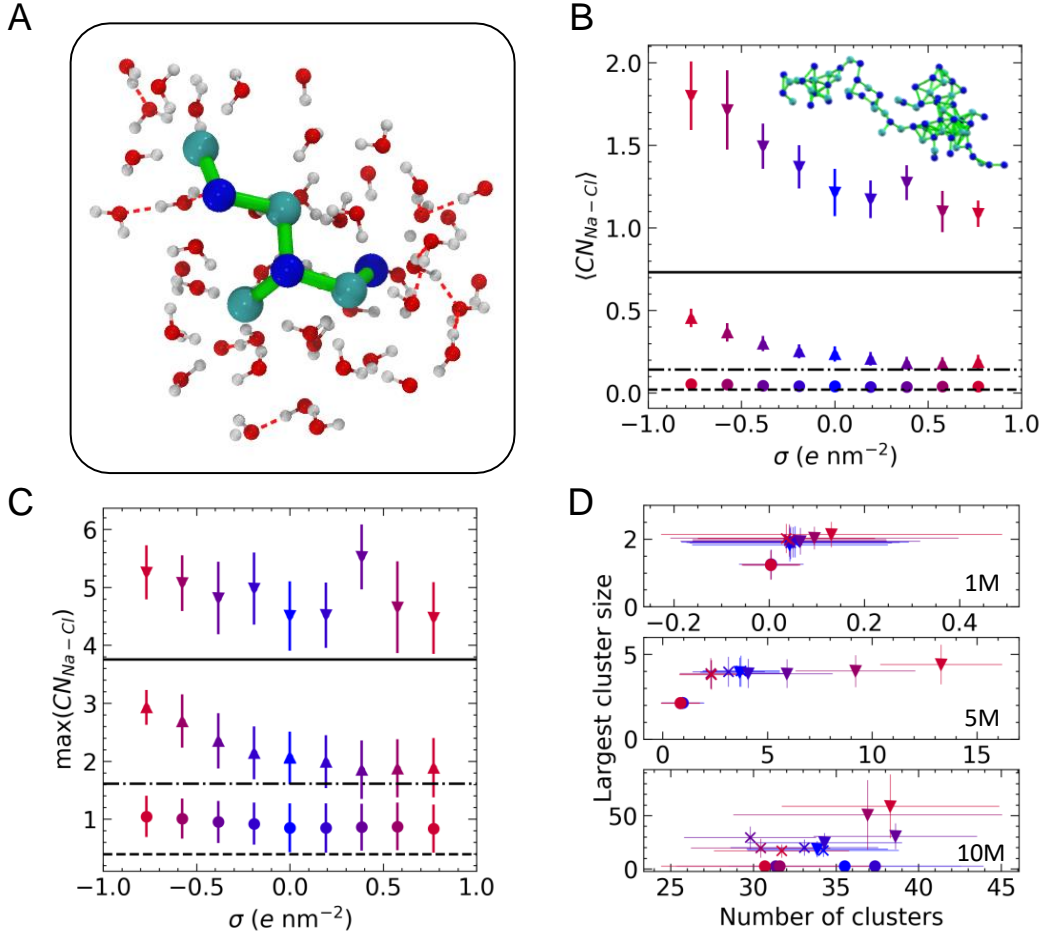 A
B
2.0
1.5
1.0
0.5
0.0
⟨CN_{Na−Cl}⟩
−1.0 −0.5 0.0 0.5 1.0
σ (e nm⁻²)
C
6
5
4
3
2
1
max(CN_{Na−Cl})
−1.0 −0.5 0.0 0.5 1.0
σ (e nm⁻²)
D
Largest cluster size
2
0
1M
−0.2 0.0 0.2 0.4
5
0
5M
0 5 10 15
50
0
10M
25 30 35 40 45
Number of clusters